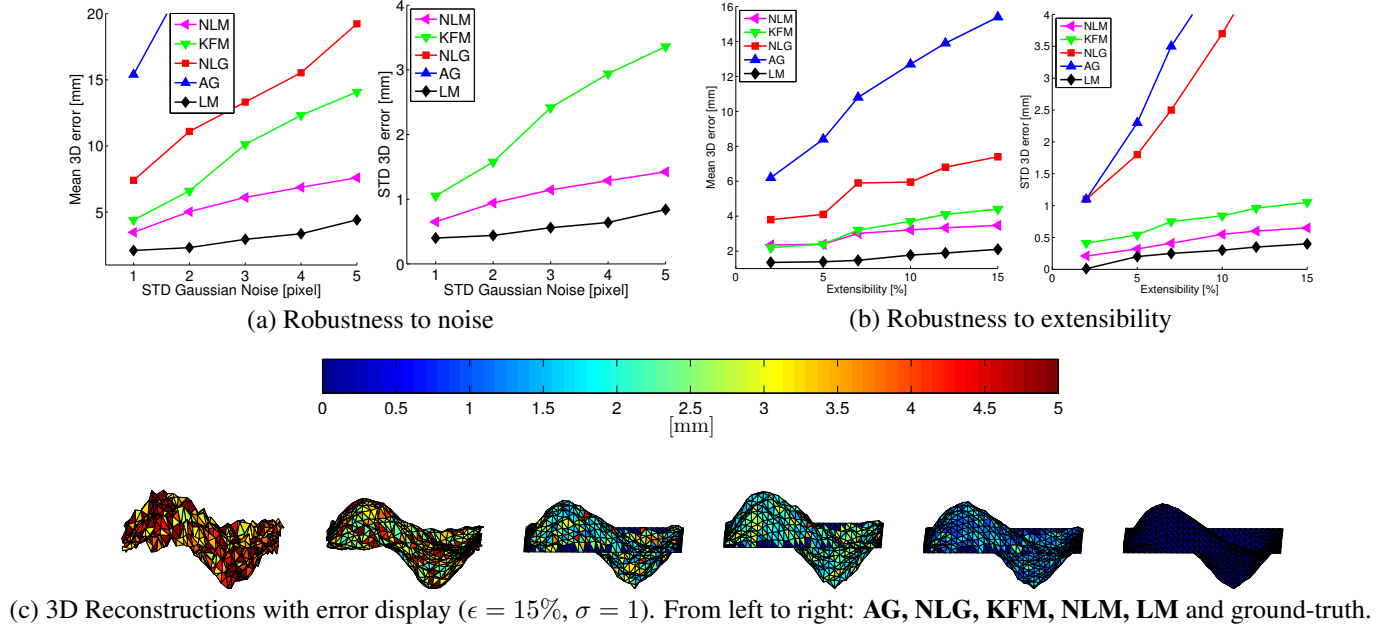 20
15
10
5
Mean 3D error [mm]
NLM
KFM
NLG
AG
LM
1 2 3 4 5
STD Gaussian Noise [pixel]
4
3
2
1
0
STD 3D error [mm]
NLM
KFM
NLG
AG
LM
1 2 3 4 5
STD Gaussian Noise [pixel]
(a) Robustness to noise
16
14
12
10
8
6
4
2
0
Mean 3D error [mm]
NLM
KFM
NLG
AG
LM
0 5 10 15
Extensibility [%]
4
3.5
3
2.5
2
1.5
1
0.5
0
STD 3D error [mm]
NLM
KFM
NLG
AG
LM
5 10 15
Extensibility [%]
(b) Robustness to extensibility
0 0.5 1 1.5 2 2.5 3 3.5 4 4.5 5
[mm]
(c) 3D Reconstructions with error display (ϵ = 15%, σ = 1). From left to right: AG, NLG, KFM, NLM, LM and ground-truth.